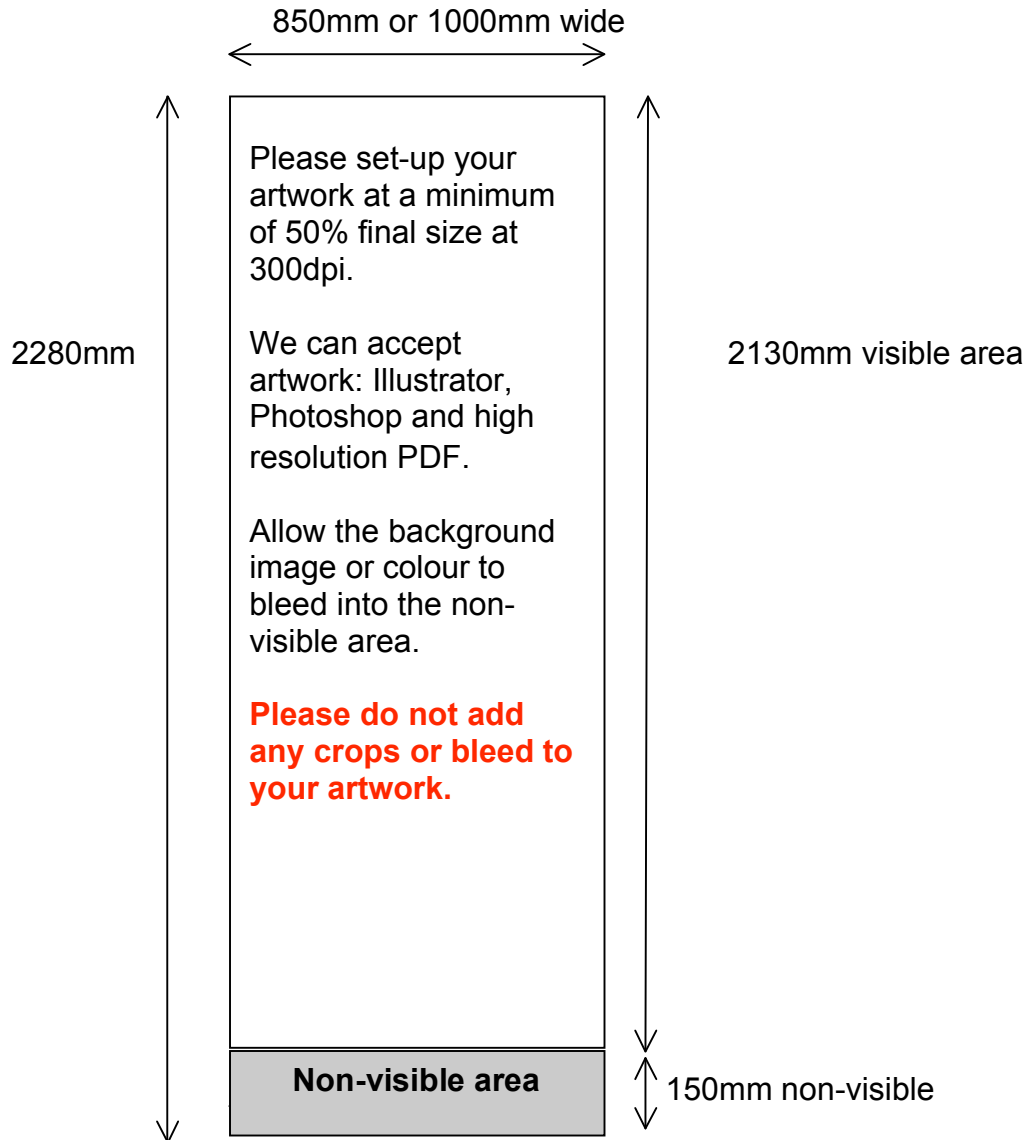 850mm or 1000mm wide
Please set-up your
artwork at a minimum
of 50% final size at
300dpi.
2280mm
We can accept
artwork: Illustrator,
Photoshop and high
resolution PDF.
2130mm visible area
Allow the background
image or colour to
bleed into the non-
visible area.
Please do not add
any crops or bleed to
your artwork.
Non-visible area
150mm non-visible